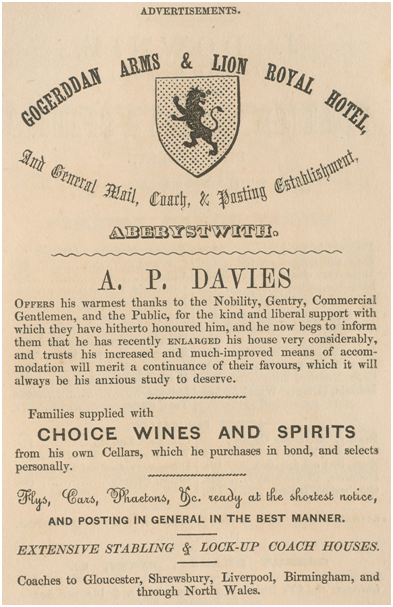 ADVERTISEMENTS.
GOGERDDAN ARMS & LION ROYAL HOTEL,
And General Mail, Coach, & Posting Establishment,
ABERYSTWITH.
A. P. DAVIES
OFFERS his warmest thanks to the Nobility, Gentry, Commercial
Gentlemen, and the Public, for the kind and liberal support with
which they have hitherto honoured him, and he now begs to inform
them that he has recently ENLARGED his house very considerably,
and trusts his increased and much-improved means of accom-
modation will merit a continuance of their favours, which it will
always be his anxious study to deserve.
Families supplied with
CHOICE WINES AND SPIRITS
from his own Cellars, which he purchases in bond, and selects
personally.
Flys, Cars, Phaetons, &c. ready at the shortest notice,
AND POSTING IN GENERAL IN THE BEST MANNER.
EXTENSIVE STABLING & LOCK-UP COACH HOUSES.
Coaches to Gloucester, Shrewsbury, Liverpool, Birmingham, and
through North Wales.